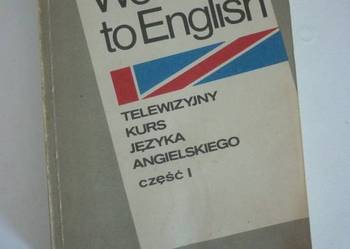 to English
TELEWIZYJNY
KURS
JĘZYKA
ANGIELSKIEGO
część I